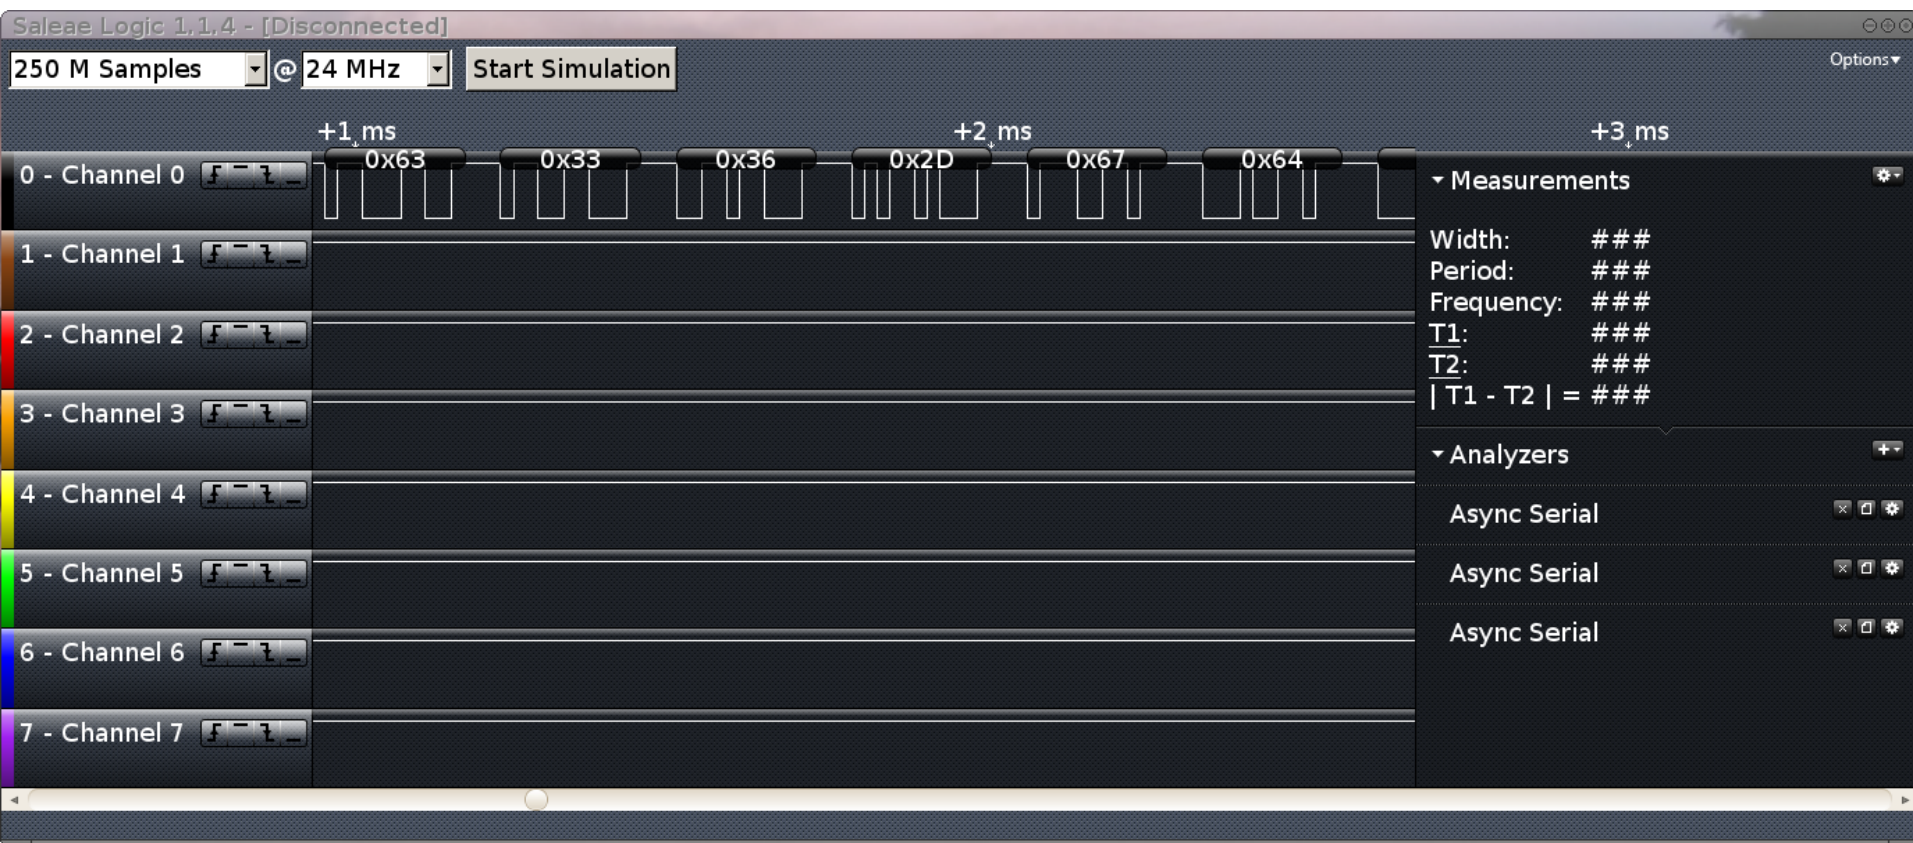 Saleae Logic 1.1.4 - [Disconnected]
250 M Samples @ 24 MHz Start Simulation
Options
+1 ms +2 ms +3 ms
0x63 0x33 0x36 0x2D 0x67 0x64
0 - Channel 0
1 - Channel 1
2 - Channel 2
3 - Channel 3
4 - Channel 4
5 - Channel 5
6 - Channel 6
7 - Channel 7
Measurements
Width: ###
Period: ###
Frequency: ###
T1: ###
T2: ###
| T1 - T2 | = ###
Analyzers
Async Serial
Async Serial
Async Serial